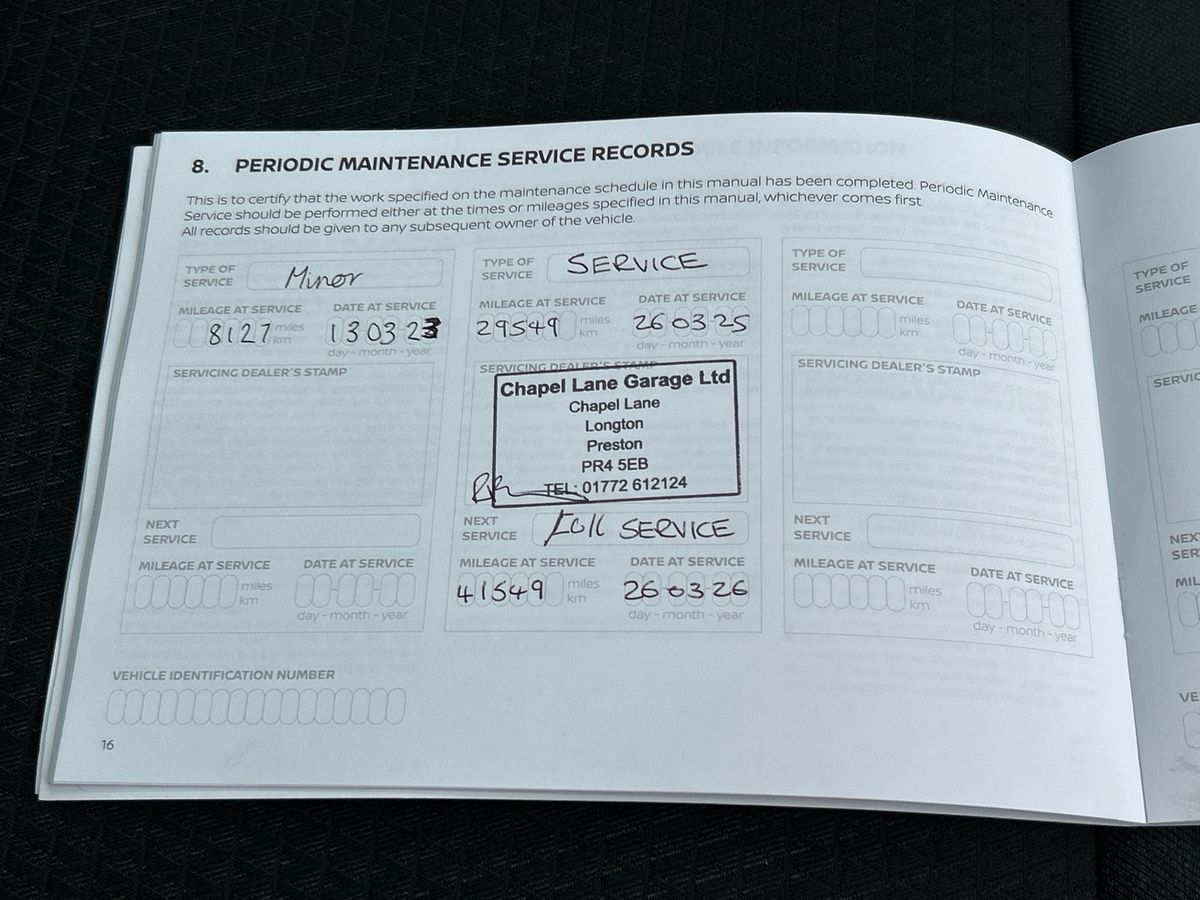 8. PERIODIC MAINTENANCE SERVICE RECORDS
This is to certify that the work specified on the maintenance schedule in this manual has been completed. Periodic Maintenance
Service should be performed either at the times or mileages specified in this manual, whichever comes first.
All records should be given to any subsequent owner of the vehicle.
TYPE OF
SERVICE Minor
MILEAGE AT SERVICE DATE AT SERVICE
8127 miles 13 03 23
km
day - month - year
SERVICING DEALER'S STAMP
NEXT
SERVICE
MILEAGE AT SERVICE DATE AT SERVICE
miles
km
day - month - year
TYPE OF
SERVICE SERVICE
MILEAGE AT SERVICE DATE AT SERVICE
29549 miles 26 03 25
km
day - month - year
SERVICING DEALER'S STAMP
Chapel Lane Garage Ltd
Chapel Lane
Longton
Preston
PR4 5EB
TEL: 01772 612124
NEXT
SERVICE Full SERVICE
MILEAGE AT SERVICE DATE AT SERVICE
41549 miles 26 03 26
km
day - month - year
TYPE OF
SERVICE
MILEAGE AT SERVICE DATE AT SERVICE
miles
km
day - month - year
SERVICING DEALER'S STAMP
NEXT
SERVICE
MILEAGE AT SERVICE DATE AT SERVICE
miles
km
day - month - year
VEHICLE IDENTIFICATION NUMBER
16
TYPE OF
SERVICE
MILEAGE